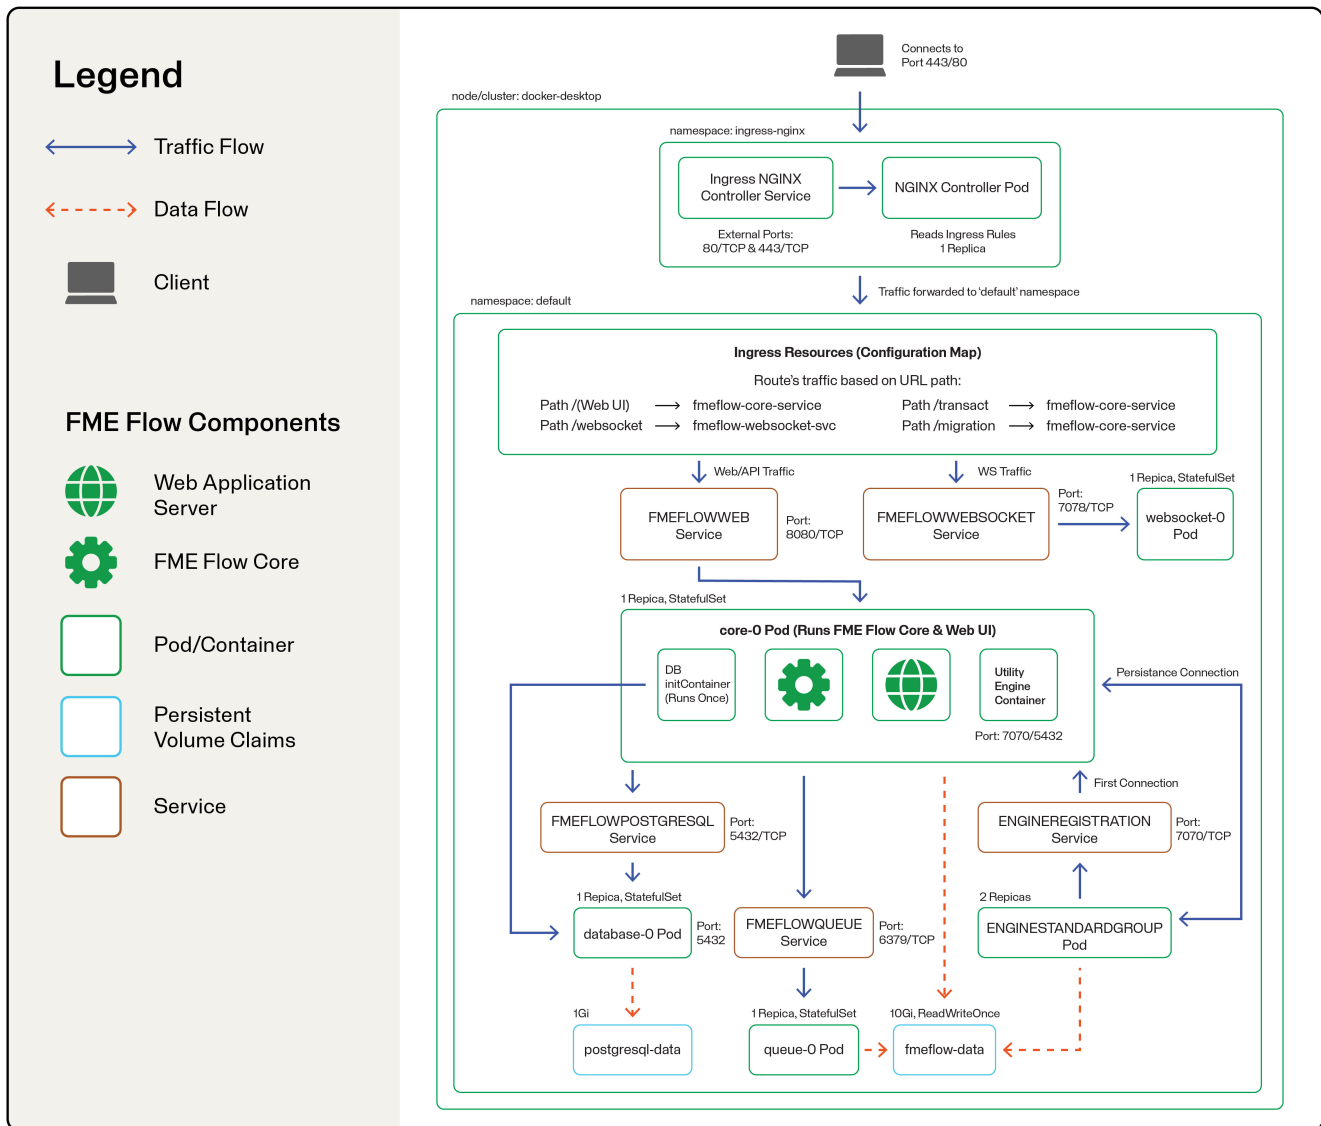 Legend
Traffic Flow
Data Flow
Client
FME Flow Components
Web Application
Server
FME Flow Core
Pod/Container
Persistent
Volume Claims
Service
Connects to
Port 443/80
node/cluster: docker-desktop
namespace: ingress-nginx
Ingress NGINX
Controller Service
NGINX Controller Pod
External Ports:
80/TCP & 443/TCP
Reads Ingress Rules
1 Replica
Traffic forwarded to 'default' namespace
namespace: default
Ingress Resources (Configuration Map)
Route's traffic based on URL path:
Path /(Web UI) → fmeflow-core-service
Path /transact → fmeflow-core-service
Path /websocket → fmeflow-websocket-svc
Path /migration → fmeflow-core-service
Web/API Traffic
WS Traffic
FMEFLOWWEB
Service
Port:
8080/TCP
FMEFLOWWEBSOCKET
Service
Port:
7078/TCP
1 Repica, StatefulSet
websocket-0
Pod
1 Repica, StatefulSet
core-0 Pod (Runs FME Flow Core & Web UI)
DB
initContainer
(Runs Once)
Utility
Engine
Container
Port: 7070/5432
Persistance Connection
First Connection
FMEFLOWPOSTGRESQL
Service
Port:
5432/TCP
ENGINEREGISTRATION
Service
Port:
7070/TCP
1 Repica, StatefulSet
database-0 Pod
Port:
5432
FMEFLOWQUEUE
Service
Port:
6379/TCP
2 Repicas
ENGINESTANDARDGROUP
Pod
1Gi
postgresql-data
1 Repica, StatefulSet
queue-0 Pod
10Gi, ReadWriteOnce
fmeflow-data